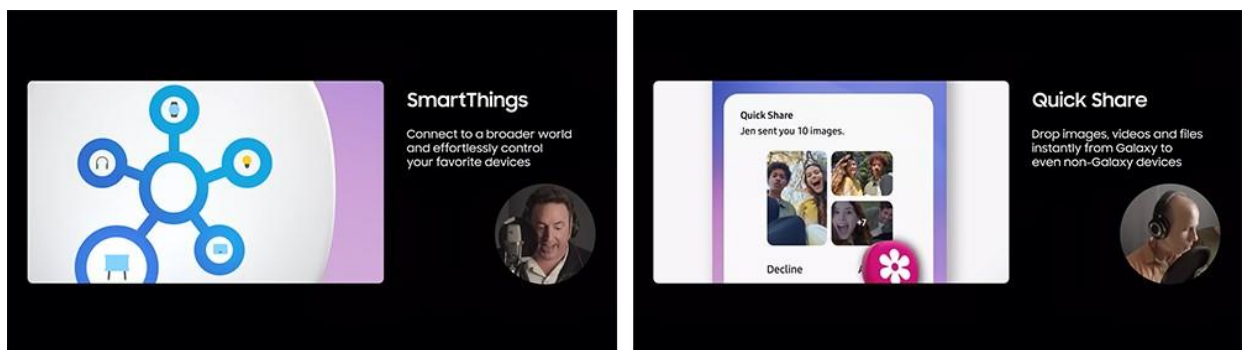 SmartThings
Connect to a broader world
and effortlessly control
your favorite devices
Quick Share
Jen sent you 10 images.
+7
Decline
Quick Share
Drop images, videos and files
instantly from Galaxy to
even non-Galaxy devices